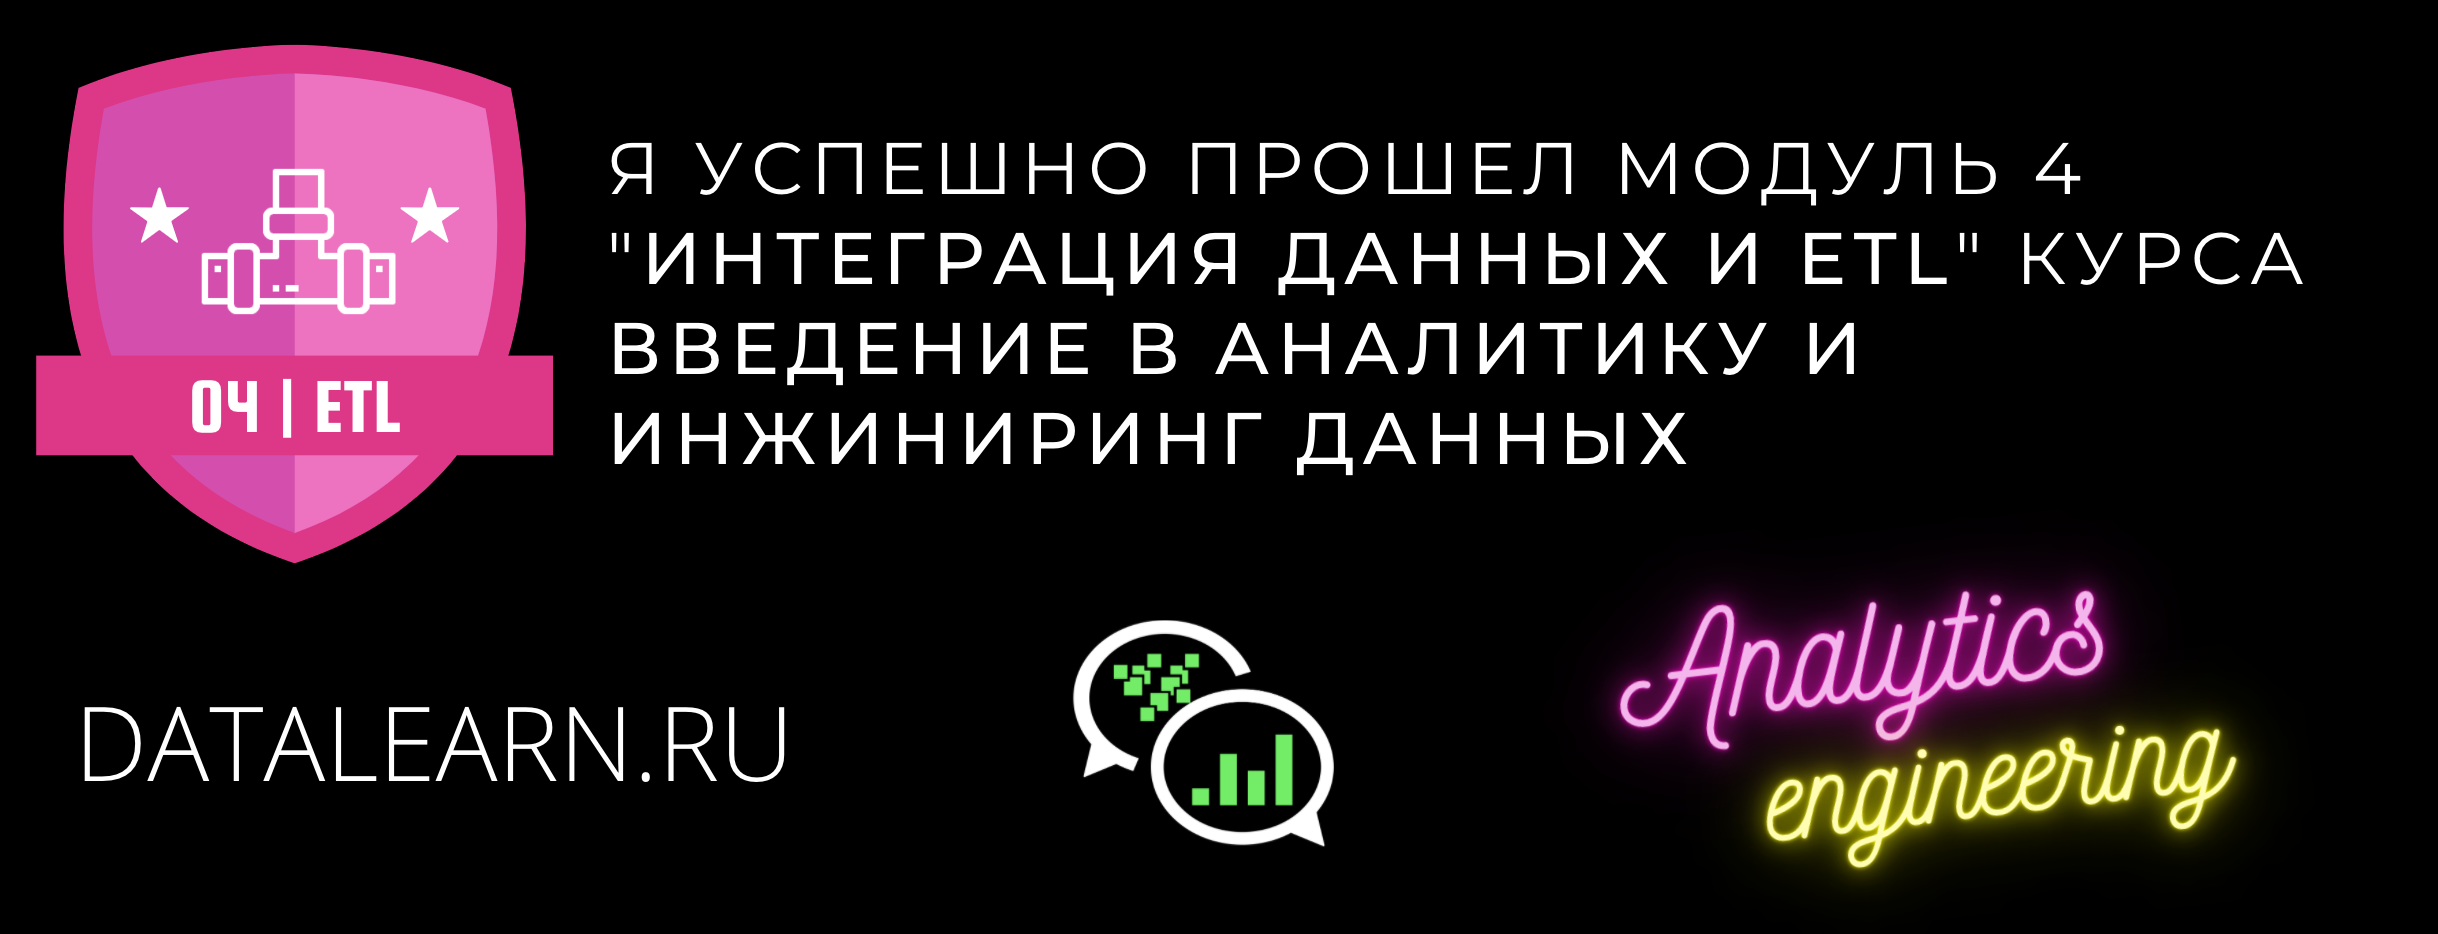 Я УСПЕШНО ПРОШЕЛ МОДУЛЬ 4
"ИНТЕГРАЦИЯ ДАННЫХ И ETL" КУРСА
ВВЕДЕНИЕ В АНАЛИТИКУ И
ИНЖИНИРИНГ ДАННЫХ
04 | ETL
DATALEARN.RU
Analytics
engineering